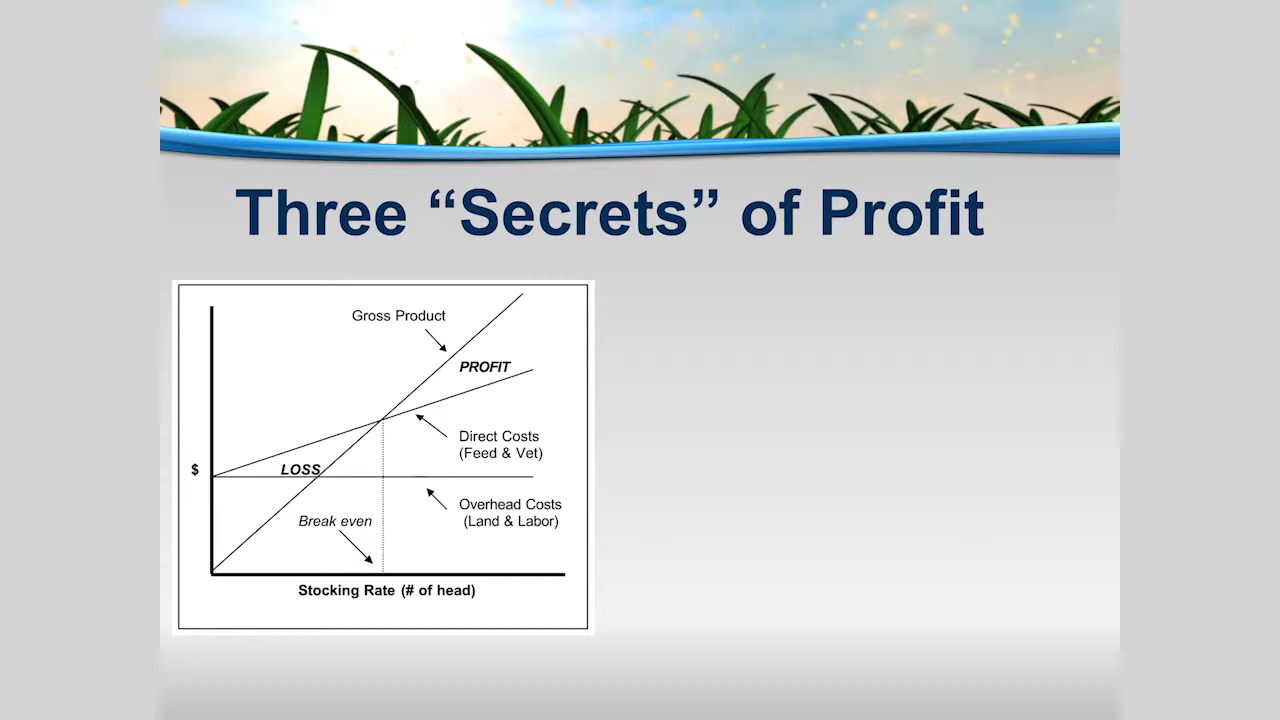 Three “Secrets” of Profit
Gross Product
PROFIT
Direct Costs
(Feed & Vet)
$
LOSS
Overhead Costs
(Land & Labor)
Break even
Stocking Rate (# of head)